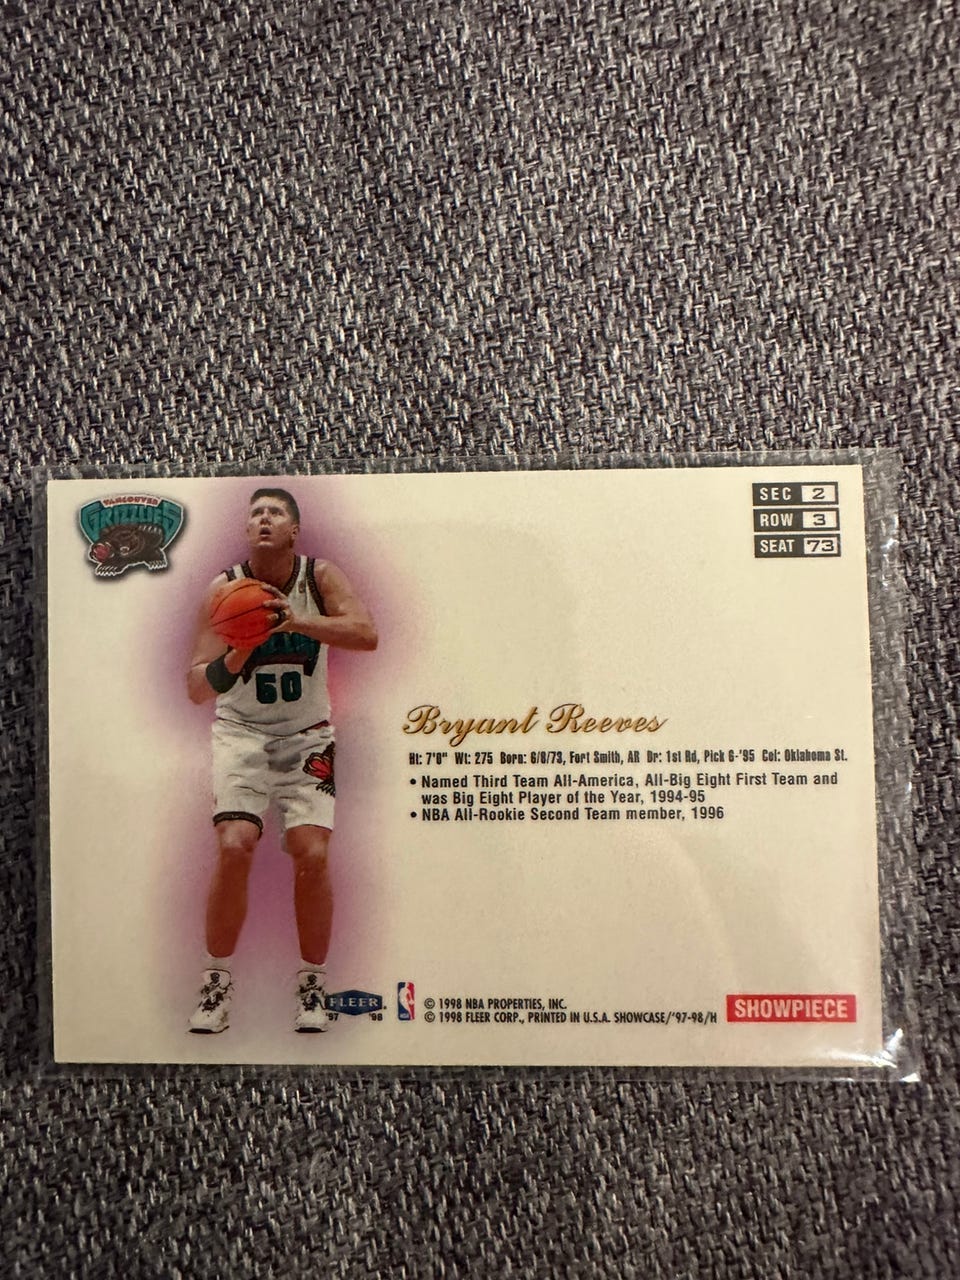 VANCOUVER
GRIZZLIES
SEC 2
ROW 3
SEAT 73
50
Bryant Reeves
Ht: 7'0" Wt: 275 Born: 6/8/73, Fort Smith, AR Dr: 1st Rd, Pick 6-'95 Col: Oklahoma St.
• Named Third Team All-America, All-Big Eight First Team and
was Big Eight Player of the Year, 1994-95
• NBA All-Rookie Second Team member, 1996
FLEER
'97 '98
© 1998 NBA PROPERTIES, INC.
© 1998 FLEER CORP., PRINTED IN U.S.A. SHOWCASE/'97-98/H
SHOWPIECE